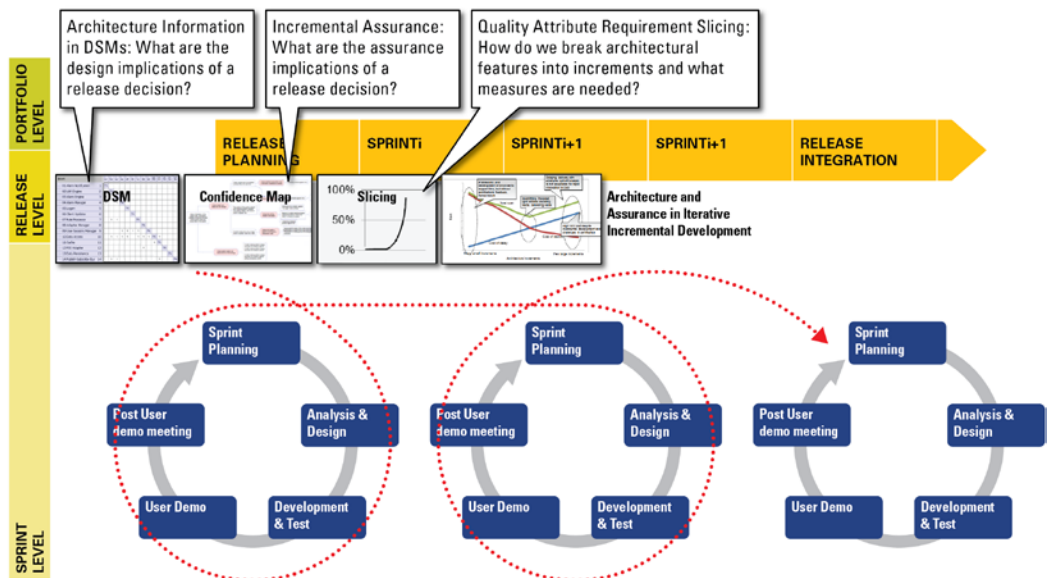 Architecture Information
in DSMs: What are the
design implications of a
release decision?
Incremental Assurance:
What are the assurance
implications of a
release decision?
Quality Attribute Requirement Slicing:
How do we break architectural
features into increments and what
measures are needed?
PORTFOLIO
LEVEL
RELEASE
PLANNING
SPRINTi
SPRINTi+1
SPRINTi+1
RELEASE
INTEGRATION
RELEASE
LEVEL
DSM
Confidence Map
Slicing
100%
50%
0%
Architecture and
Assurance in Iterative
Incremental Development
SPRINT
LEVEL
Sprint
Planning
Analysis &
Design
Development
& Test
User Demo
Post User
demo meeting
Sprint
Planning
Analysis &
Design
Development
& Test
User Demo
Post User
demo meeting
Sprint
Planning
Analysis &
Design
Development
& Test
User Demo
Post User
demo meeting